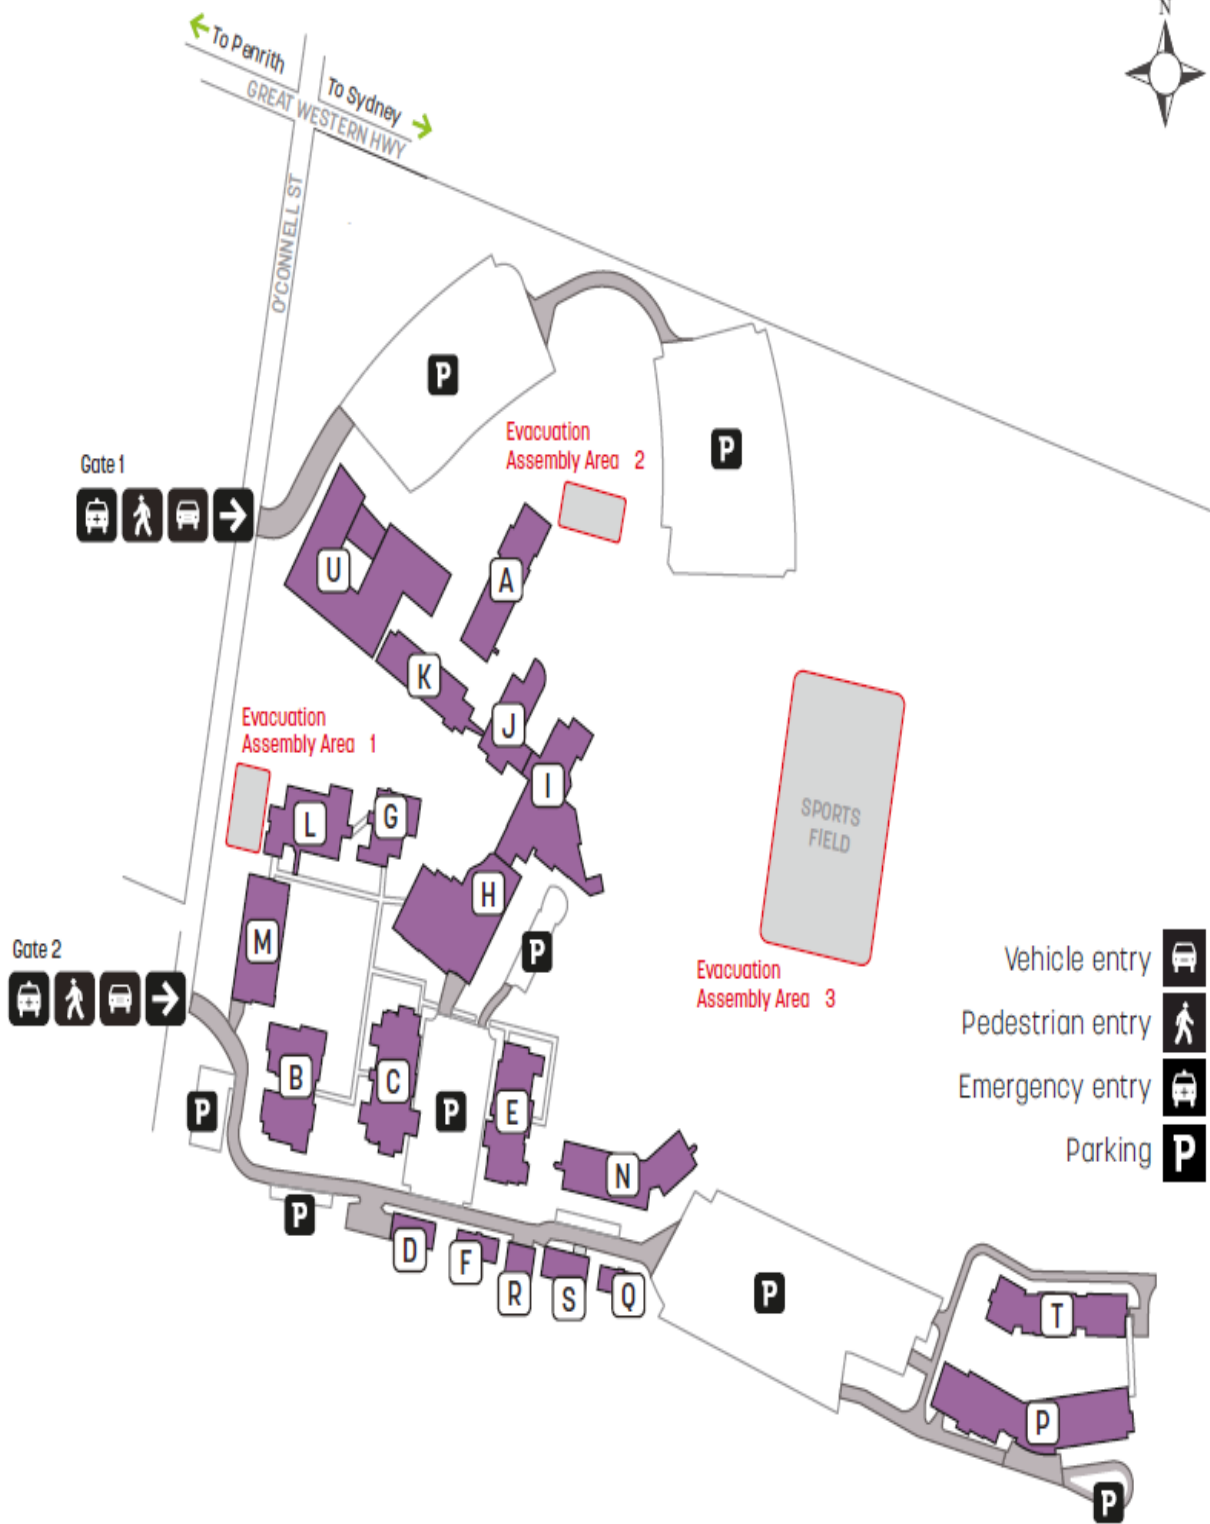 N
To Penrith
To Sydney
GREAT WESTERN HWY
O'CONNELL ST
P
P
Evacuation
Assembly Area 2
Gate 1
U
A
K
J
Evacuation
Assembly Area 1
I
L
G
SPORTS
FIELD
H
M
P
Gate 2
Evacuation
Assembly Area 3
Vehicle entry
Pedestrian entry
Emergency entry
Parking P
B
C
P
P
E
N
P
D
F
R
S
Q
P
T
P
P